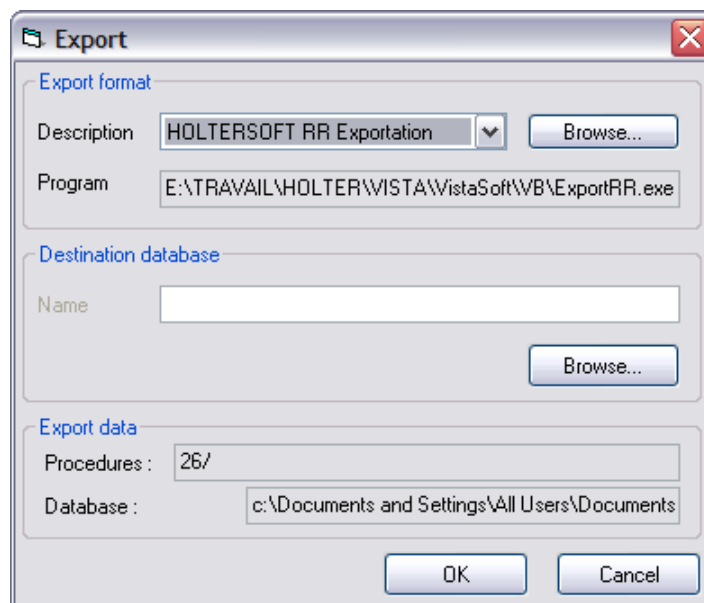 Export
Export format
Description HOLTERSOFT RR Exportation Browse...
Program E:\TRAVAIL\HOLTER\VISTA\VistaSoft\VB\ExportRR.exe
Destination database
Name
Browse...
Export data
Procedures : 26/
Database : c:\Documents and Settings\All Users\Documents
OK Cancel